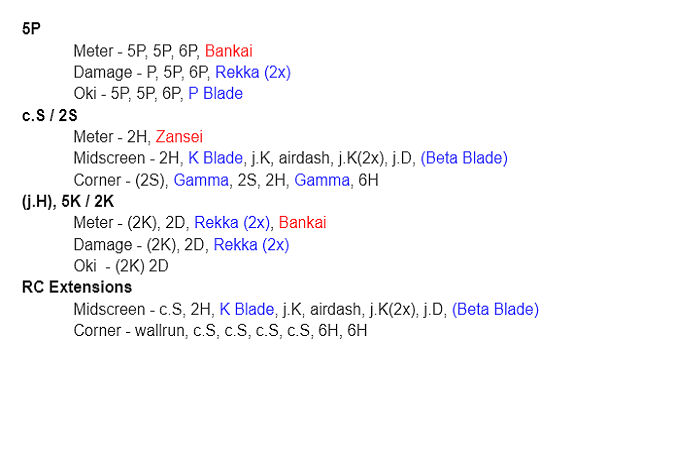 5P
Meter - 5P, 5P, 6P, Bankai
Damage - P, 5P, 6P, Rekka (2x)
Oki - 5P, 5P, 6P, P Blade
c.S / 2S
Meter - 2H, Zansei
Midscreen - 2H, K Blade, j.K, airdash, j.K(2x), j.D, (Beta Blade)
Corner - (2S), Gamma, 2S, 2H, Gamma, 6H
(j.H), 5K / 2K
Meter - (2K), 2D, Rekka (2x), Bankai
Damage - (2K), 2D, Rekka (2x)
Oki  - (2K) 2D
RC Extensions
Midscreen - c.S, 2H, K Blade, j.K, airdash, j.K(2x), j.D, (Beta Blade)
Corner - wallrun, c.S, c.S, c.S, c.S, 6H, 6H